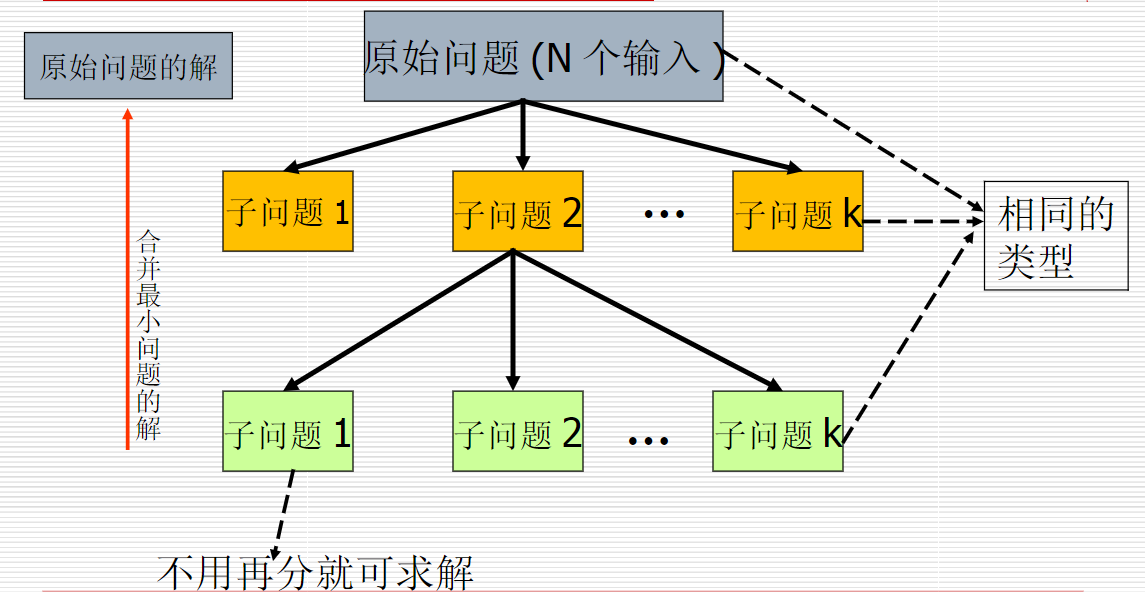 原始问题的解
原始问题 (N 个输入 )
子问题 1
子问题 2
...
子问题 k
相同的
类型
合并最小问题的解
子问题 1
子问题 2
...
子问题 k
不用再分就可求解